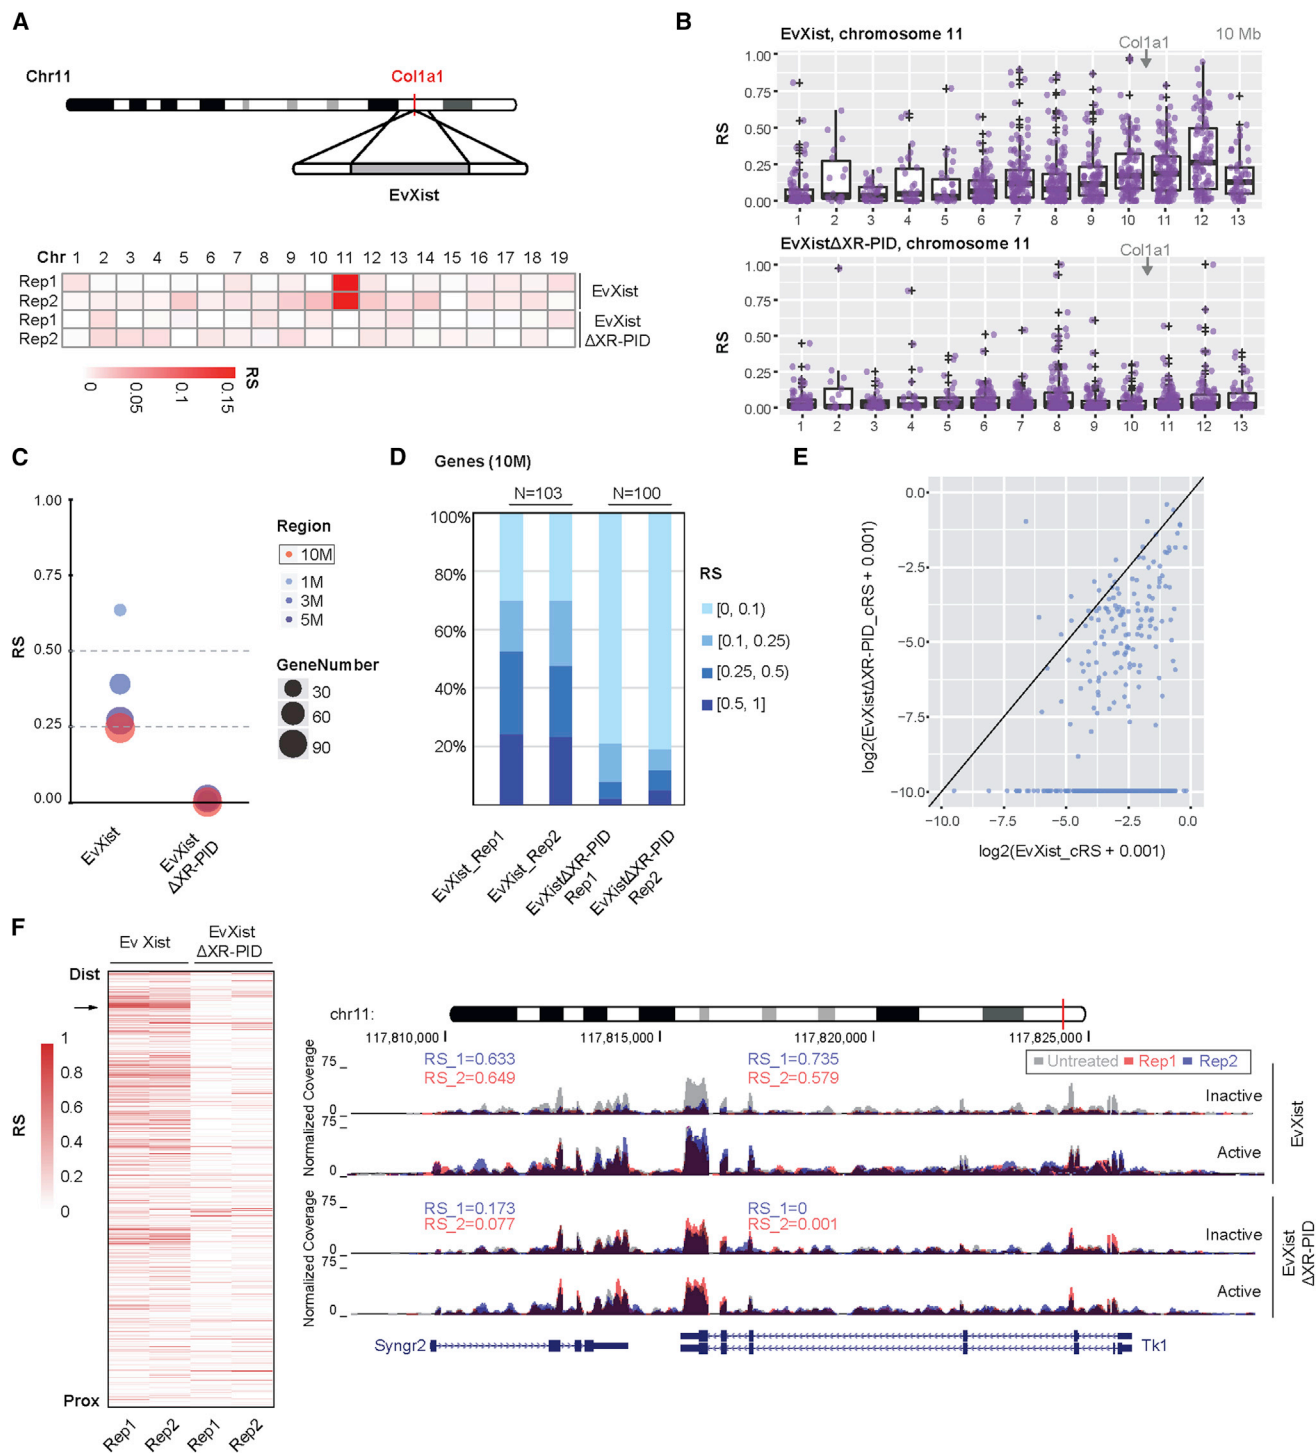 A
Chr11
Col1a1
EvXist
Chr 1 2 3 4 5 6 7 8 9 10 11 12 13 14 15 16 17 18 19
Rep1
Rep2
EvXist
Rep1
Rep2
EvXist
ΔXR-PID
0 0.05 0.1 0.15
RS
B
EvXist, chromosome 11
10 Mb
Col1a1
RS
1.00
0.75
0.50
0.25
0.00
1 2 3 4 5 6 7 8 9 10 11 12 13
EvXistΔXR-PID, chromosome 11
Col1a1
RS
1.00
0.75
0.50
0.25
0.00
1 2 3 4 5 6 7 8 9 10 11 12 13
C
RS
1.00
0.75
0.50
0.25
0.00
EvXist
EvXist
ΔXR-PID
Region
10M
1M
3M
5M
GeneNumber
30
60
90
D
Genes (10M)
N=103
N=100
100%
80%
60%
40%
20%
EvXist_Rep1
EvXist_Rep2
EvXistΔXR-PID
Rep1
EvXistΔXR-PID
Rep2
RS
[0, 0.1)
[0.1, 0.25)
[0.25, 0.5)
[0.5, 1]
E
log2(EvXistΔXR-PID_cRS + 0.001)
0.0
−2.5
−5.0
−7.5
−10.0
−10.0 −7.5 −5.0 −2.5 0.0
log2(EvXist_cRS + 0.001)
F
Ev Xist
EvXist
ΔXR-PID
Dist
RS
1
0.8
0.6
0.4
0.2
0
Prox
Rep1
Rep2
Rep1
Rep2
chr11:
117,810,000
117,815,000
117,820,000
117,825,000
Normalized Coverage
75
RS_1=0.633
RS_2=0.649
RS_1=0.735
RS_2=0.579
Untreated Rep1 Rep2
Inactive
0
75
Active
0
EvXist
Normalized Coverage
75
RS_1=0.173
RS_2=0.077
RS_1=0
RS_2=0.001
Inactive
0
75
Active
0
EvXist
ΔXR-PID
Syngr2
Tk1